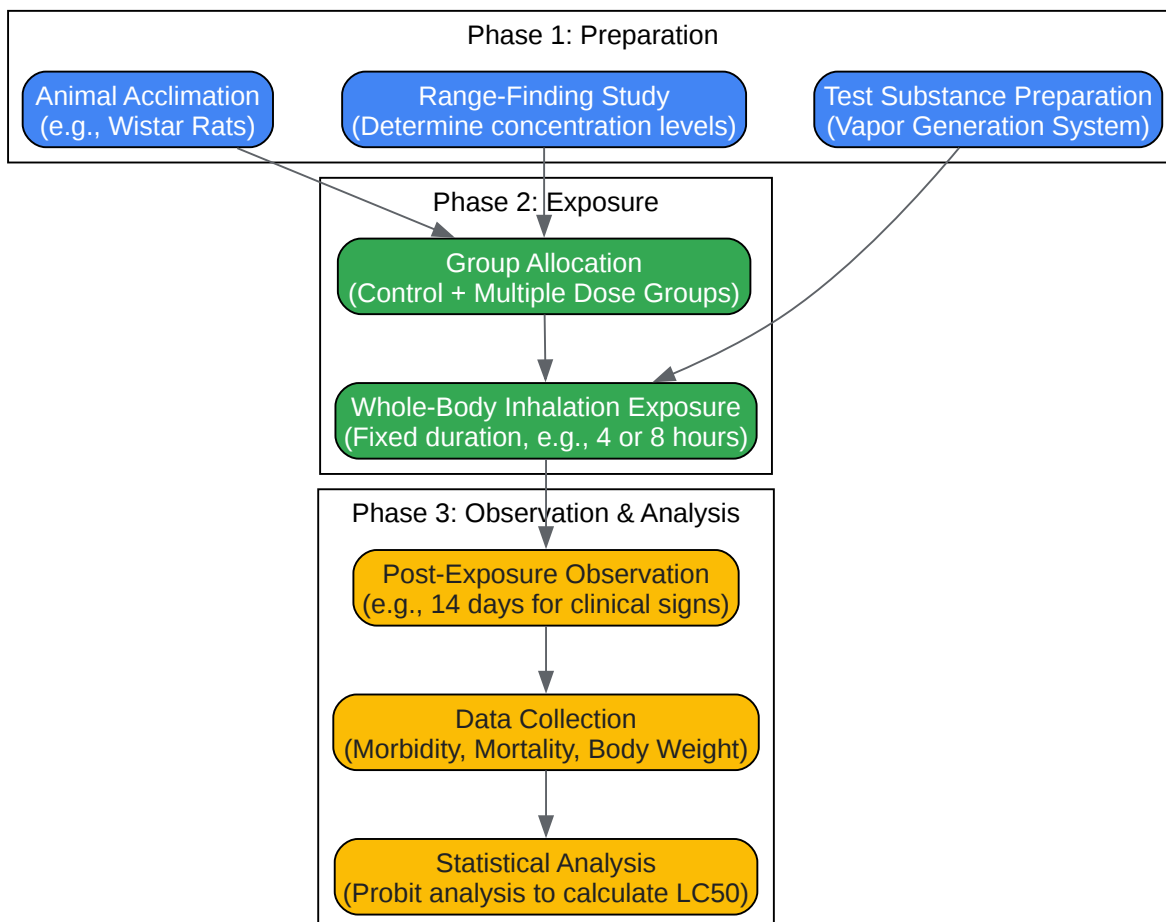 Phase 1: Preparation
Animal Acclimation
(e.g., Wistar Rats)
Range-Finding Study
(Determine concentration levels)
Test Substance Preparation
(Vapor Generation System)
Phase 2: Exposure
Group Allocation
(Control + Multiple Dose Groups)
Whole-Body Inhalation Exposure
(Fixed duration, e.g., 4 or 8 hours)
Phase 3: Observation & Analysis
Post-Exposure Observation
(e.g., 14 days for clinical signs)
Data Collection
(Morbidity, Mortality, Body Weight)
Statistical Analysis
(Probit analysis to calculate LC50)